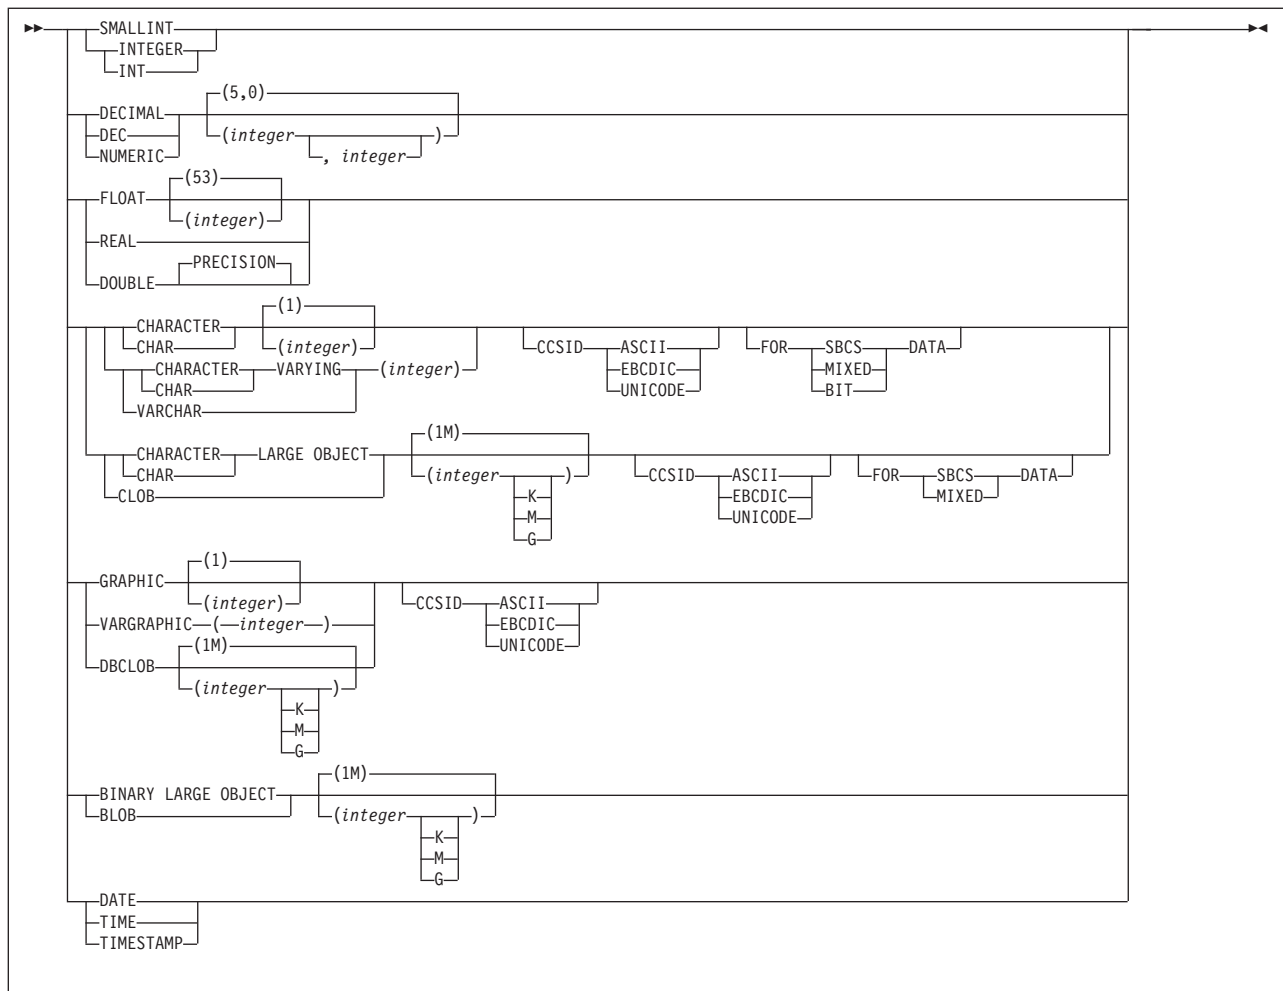 SMALLINT
INTEGER
INT
(5,0)
DECIMAL
DEC (integer )
NUMERIC , integer
(53)
FLOAT
(integer)
REAL
PRECISION
DOUBLE
(1)
CHARACTER
CHAR (integer) CCSID ASCII FOR SBCS DATA
CHARACTER VARYING (integer) EBCDIC MIXED
CHAR UNICODE BIT
VARCHAR
(1M)
CHARACTER LARGE OBJECT
CHAR (integer ) CCSID ASCII FOR SBCS DATA
CLOB K EBCDIC MIXED
M UNICODE
G
(1)
GRAPHIC
(integer) CCSID ASCII
VARGRAPHIC ( integer ) EBCDIC
(1M) UNICODE
DBCLOB
(integer )
K
M
G
(1M)
BINARY LARGE OBJECT
BLOB (integer )
K
M
G
DATE
TIME
TIMESTAMP